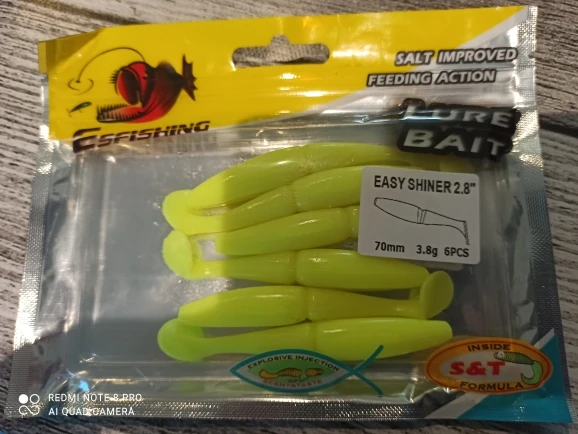 SALT IMPROVED
FEEDING ACTION
ESFISHING
LURE
BAIT
EASY SHINER 2.8"
70mm 3.8g 6PCS
EXPLOSIVE INJECTION
INSIDE
S&T
FORMULA
REDMI NOTE 8 PRO
AI QUAD CAMERA